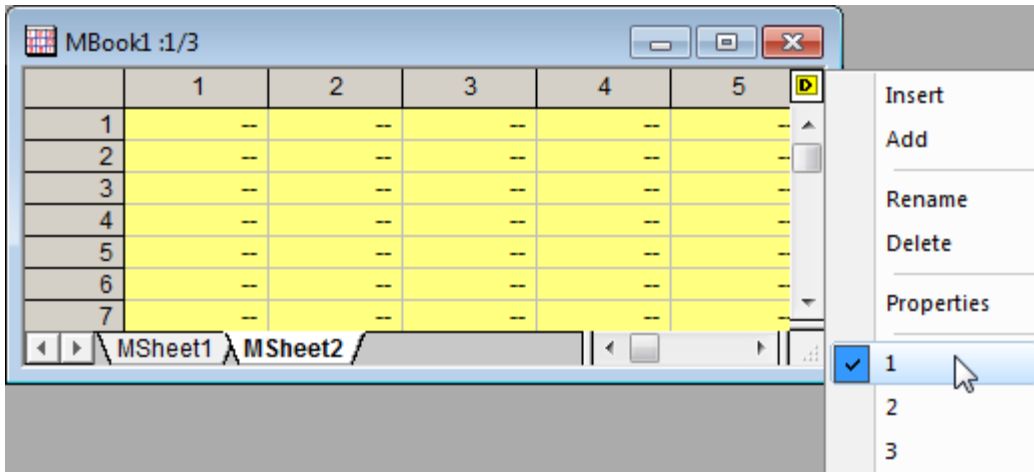 MBook1 :1/3
1 2 3 4 5 D
1 -- -- -- -- --
2 -- -- -- -- --
3 -- -- -- -- --
4 -- -- -- -- --
5 -- -- -- -- --
6 -- -- -- -- --
7 -- -- -- -- --
MSheet1 MSheet2
Insert
Add
Rename
Delete
Properties
1
2
3